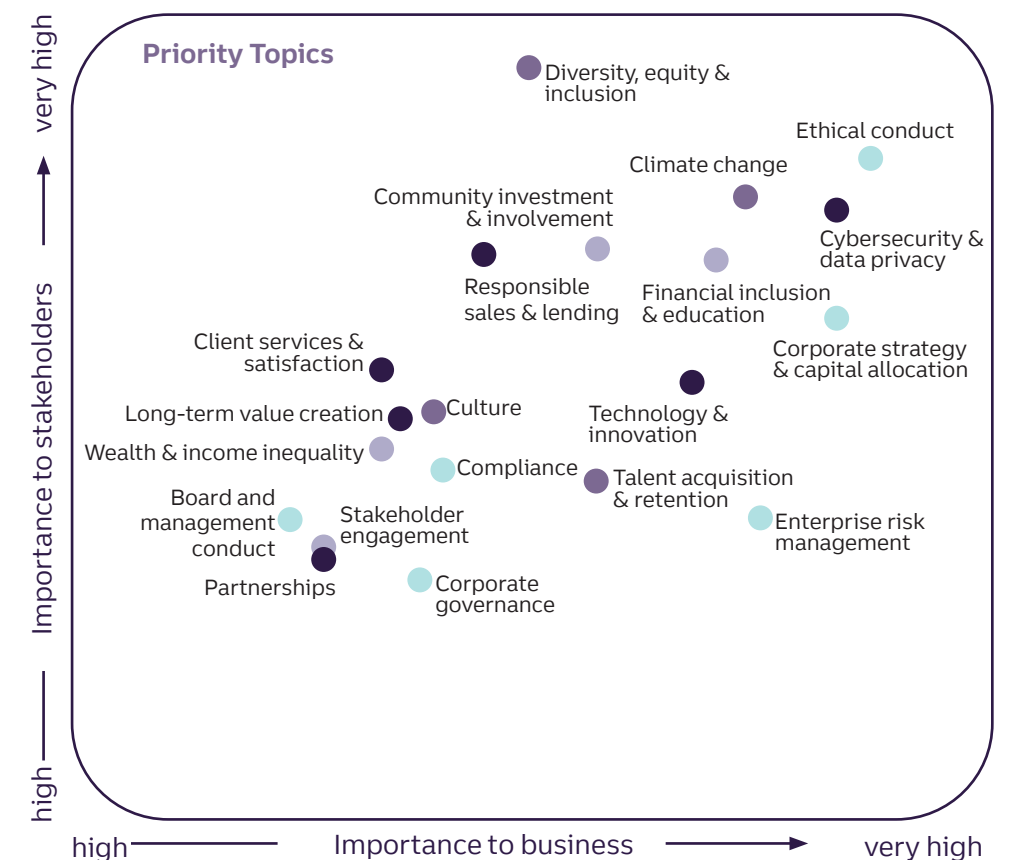 Priority Topics
very high
Importance to stakeholders
high
Diversity, equity &
inclusion
Ethical conduct
Climate change
Community investment
& involvement
Cybersecurity &
data privacy
Responsible
sales & lending
Financial inclusion
& education
Client services &
satisfaction
Corporate strategy
& capital allocation
Long-term value creation
Culture
Technology &
innovation
Wealth & income inequality
Compliance
Talent acquisition
& retention
Board and
management
conduct
Stakeholder
engagement
Enterprise risk
management
Partnerships
Corporate
governance
high
Importance to business
very high